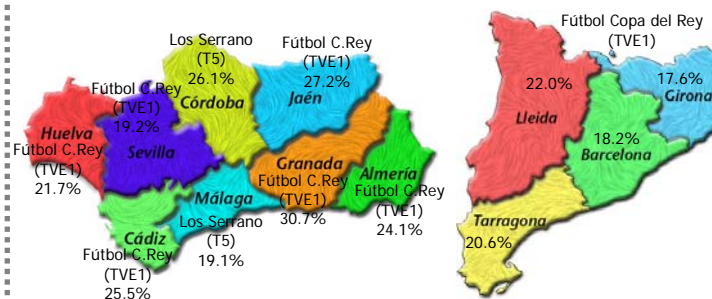 Los Serrano
(T5)
26.1%
Córdoba
Fútbol C.Rey
(TVE1)
27.2%
Jaén
Fútbol C.Rey
(TVE1)
19.2%
Sevilla
Huelva
Fútbol C.Rey
(TVE1)
21.7%
Granada
Fútbol C.Rey
(TVE1)
30.7%
Almería
Fútbol C.Rey
(TVE1)
24.1%
Málaga
Los Serrano
(T5)
19.1%
Cádiz
Fútbol C.Rey
(TVE1)
25.5%
Fútbol Copa del Rey
(TVE1)
22.0%
Lleida
17.6%
Girona
18.2%
Barcelona
Tarragona
20.6%